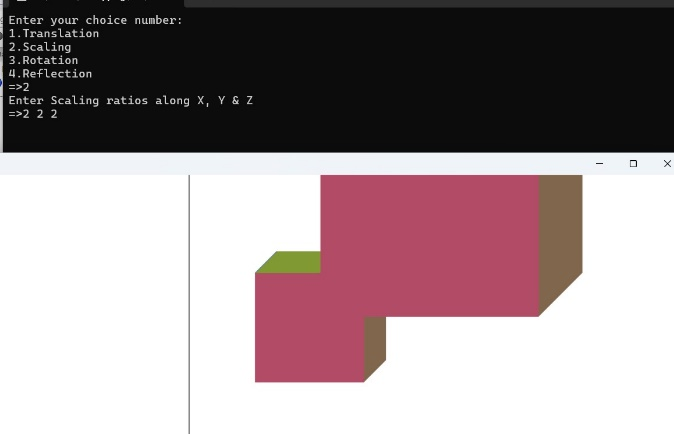 Enter your choice number:
1.Translation
2.Scaling
3.Rotation
4.Reflection
=>2
Enter Scaling ratios along X, Y & Z
=>2 2 2